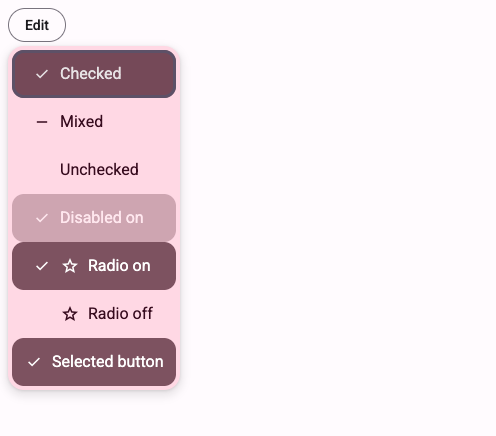 Edit
Checked
Mixed
Unchecked
Disabled on
Radio on
Radio off
Selected button